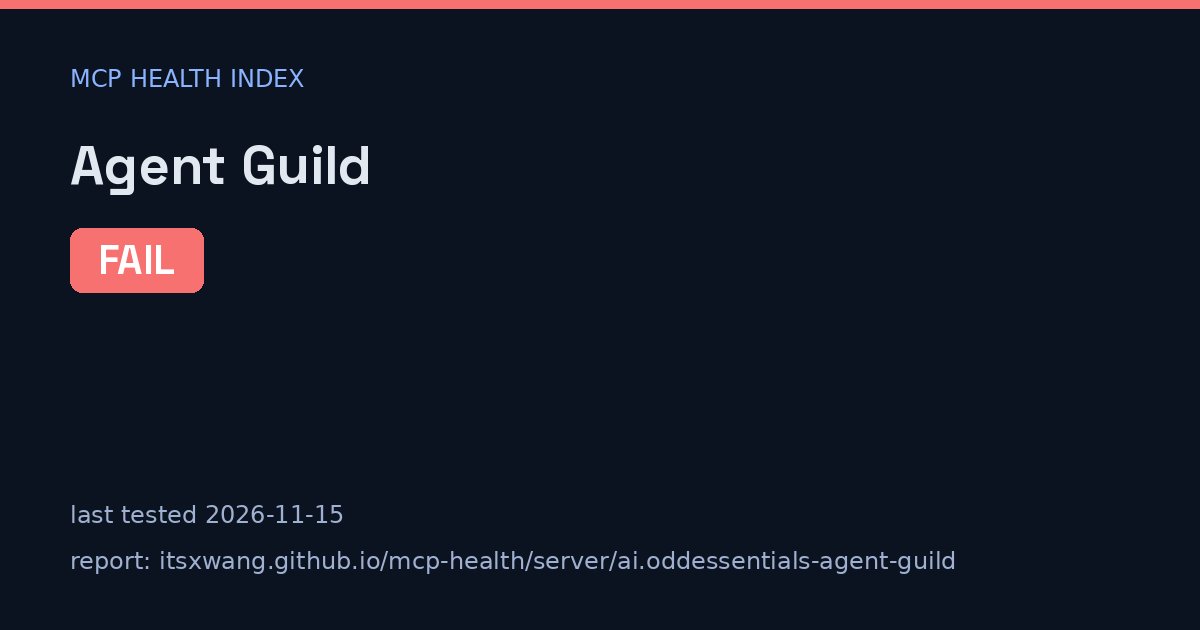 MCP HEALTH INDEX
Agent Guild
FAIL
last tested 2026-11-15
report: itsxwang.github.io/mcp-health/server/ai.oddessentials-agent-guild